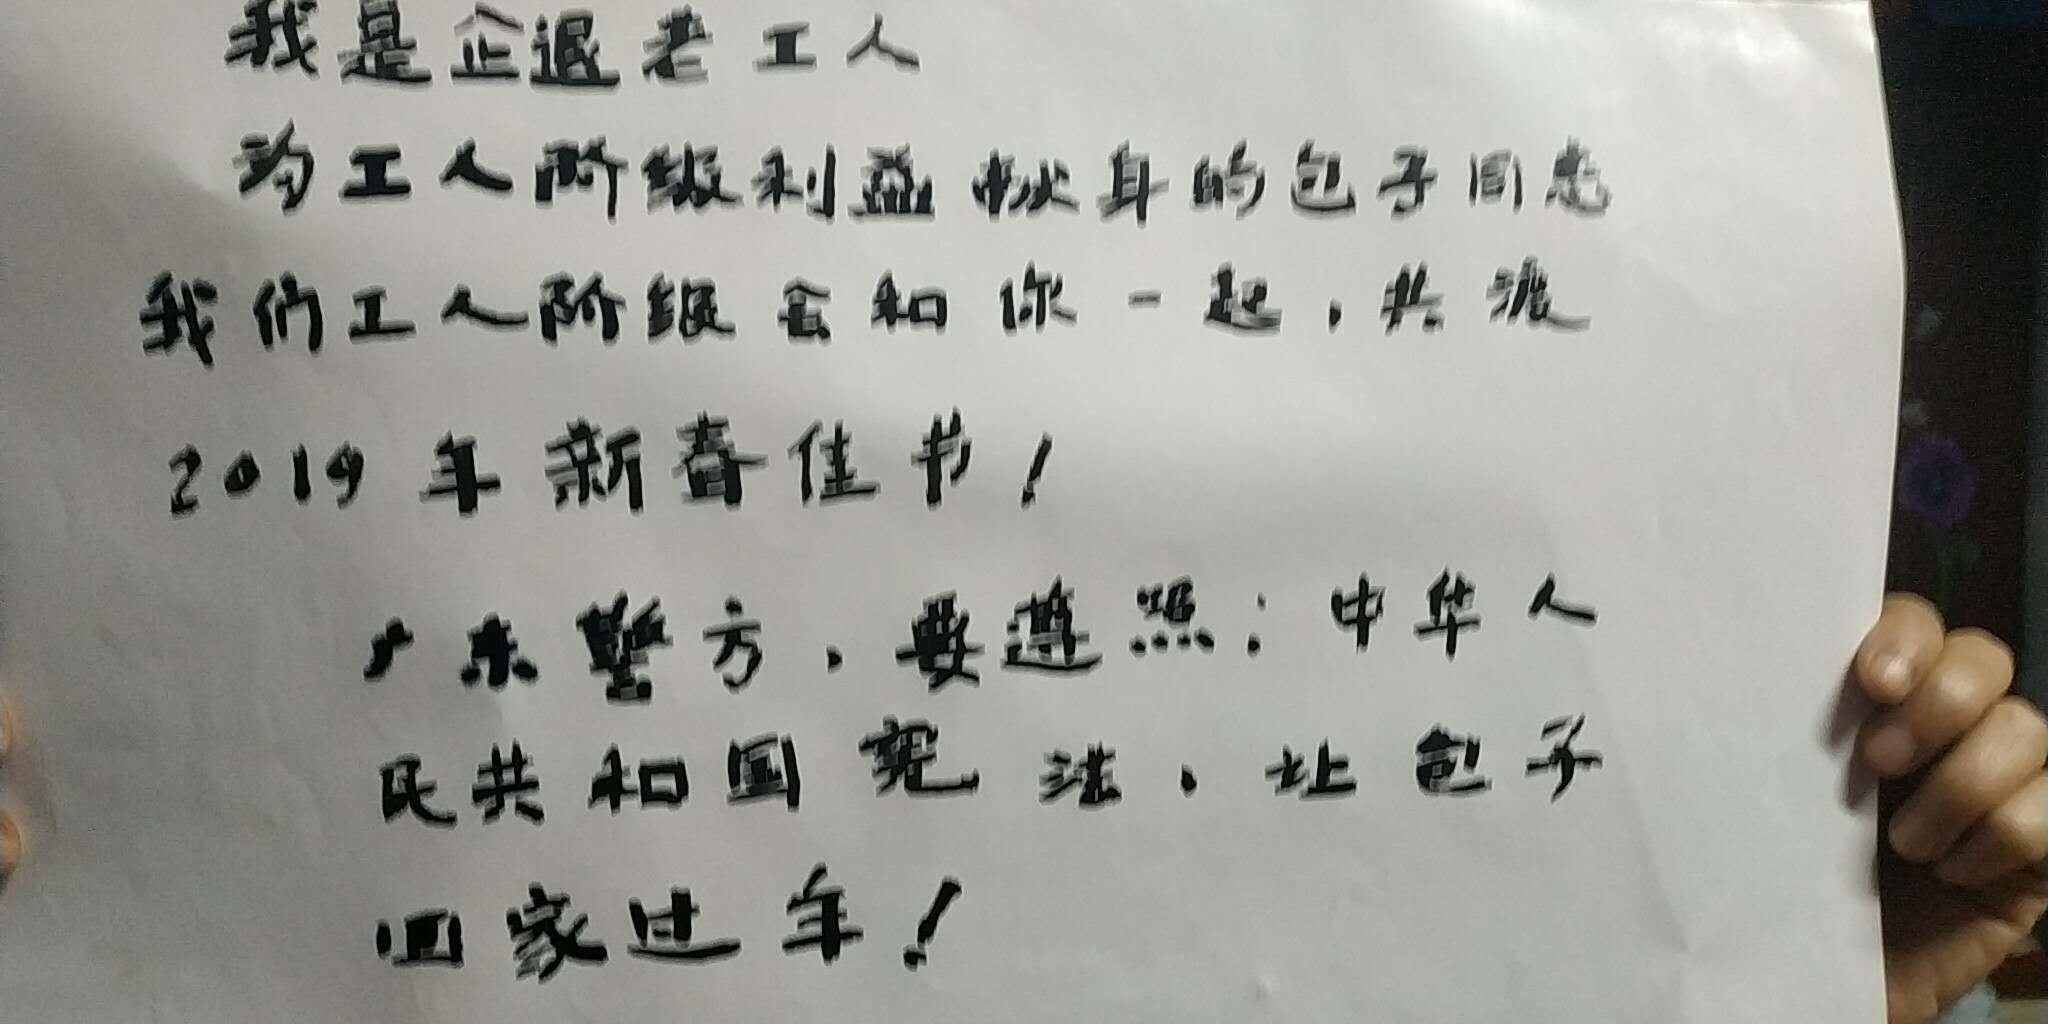 我是企退老工人
为工人阶级利益献身的包子同志
我们工人阶级会和你一起，共渡
2019年新春佳节！
广东警方，要遵照：中华人
民共和国宪法，让包子
回家过年！